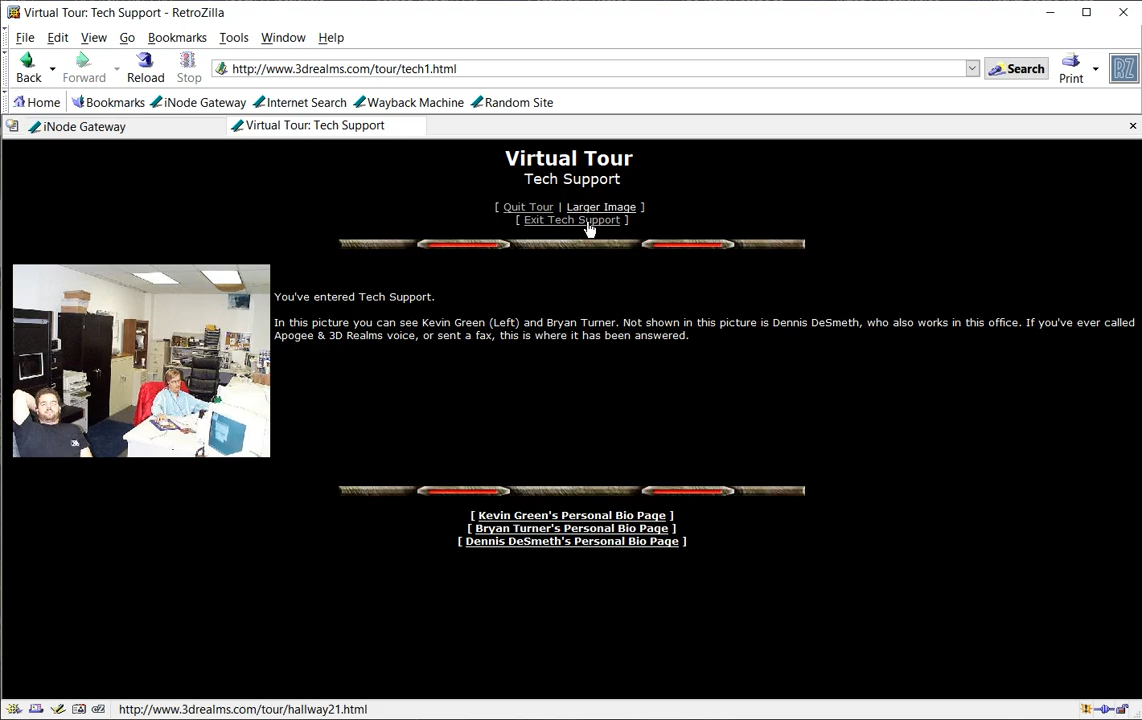 Virtual Tour: Tech Support - RetroZilla
File Edit View Go Bookmarks Tools Window Help
Back Forward Reload Stop http://www.3drealms.com/tour/tech1.html Search Print RZ
Home Bookmarks iNode Gateway Internet Search Wayback Machine Random Site
iNode Gateway Virtual Tour: Tech Support
Virtual Tour
Tech Support
[ Quit Tour | Larger Image ]
[ Exit Tech Support ]
You've entered Tech Support.
In this picture you can see Kevin Green (Left) and Bryan Turner. Not shown in this picture is Dennis DeSmeth, who also works in this office. If you've ever called
Apogee & 3D Realms voice, or sent a fax, this is where it has been answered.
[ Kevin Green's Personal Bio Page ]
[ Bryan Turner's Personal Bio Page ]
[ Dennis DeSmeth's Personal Bio Page ]
http://www.3drealms.com/tour/hallway21.html